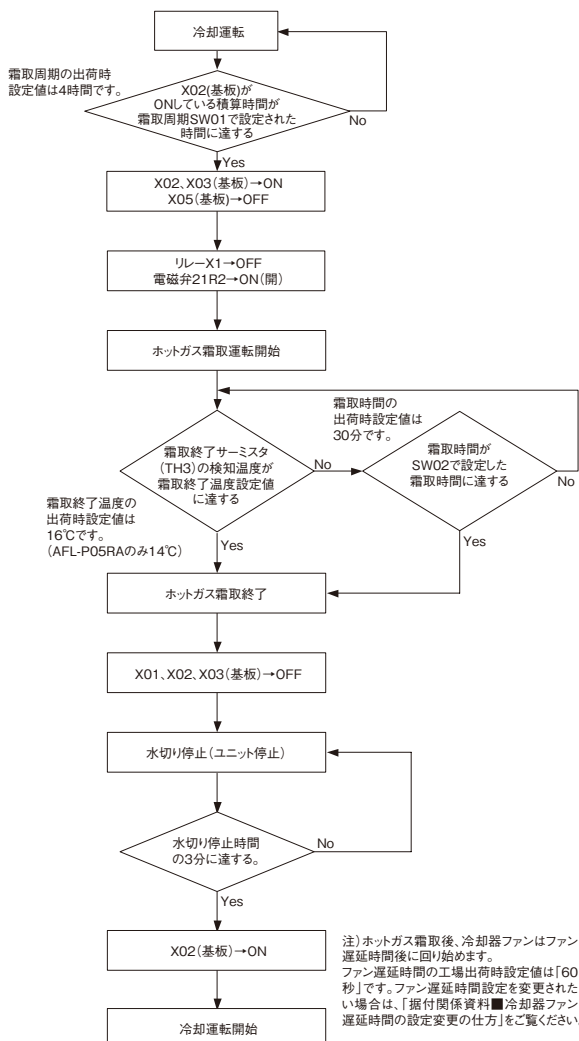 冷却運転
霜取周期の出荷時
設定値は4時間です。
X02(基板)が
ONしている積算時間が
霜取周期SW01で設定された
時間に達する
No
Yes
X02、X03(基板)→ON
X05(基板)→OFF
リレーX1→OFF
電磁弁21R2→ON(開)
ホットガス霜取運転開始
霜取時間の
出荷時設定値は
30分です。
霜取終了サーミスタ
(TH3)の検知温度が
霜取終了温度設定値
に達する
No
霜取時間が
SW02で設定した
霜取時間に達する
No
霜取終了温度の
出荷時設定値は
16℃です。
(AFL-P05RAのみ14℃)
Yes
Yes
ホットガス霜取終了
X01、X02、X03(基板)→OFF
水切り停止(ユニット停止)
水切り停止時間
の3分に達する。
No
Yes
X02(基板)→ON
冷却運転開始
注)ホットガス霜取後、冷却器ファンはファン
遅延時間後に回り始めます。
ファン遅延時間の工場出荷時設定値は「60
秒」です。ファン遅延時間設定を変更された
い場合は、「据付関係資料■冷却器ファン
遅延時間の設定変更の仕方」をご覧ください